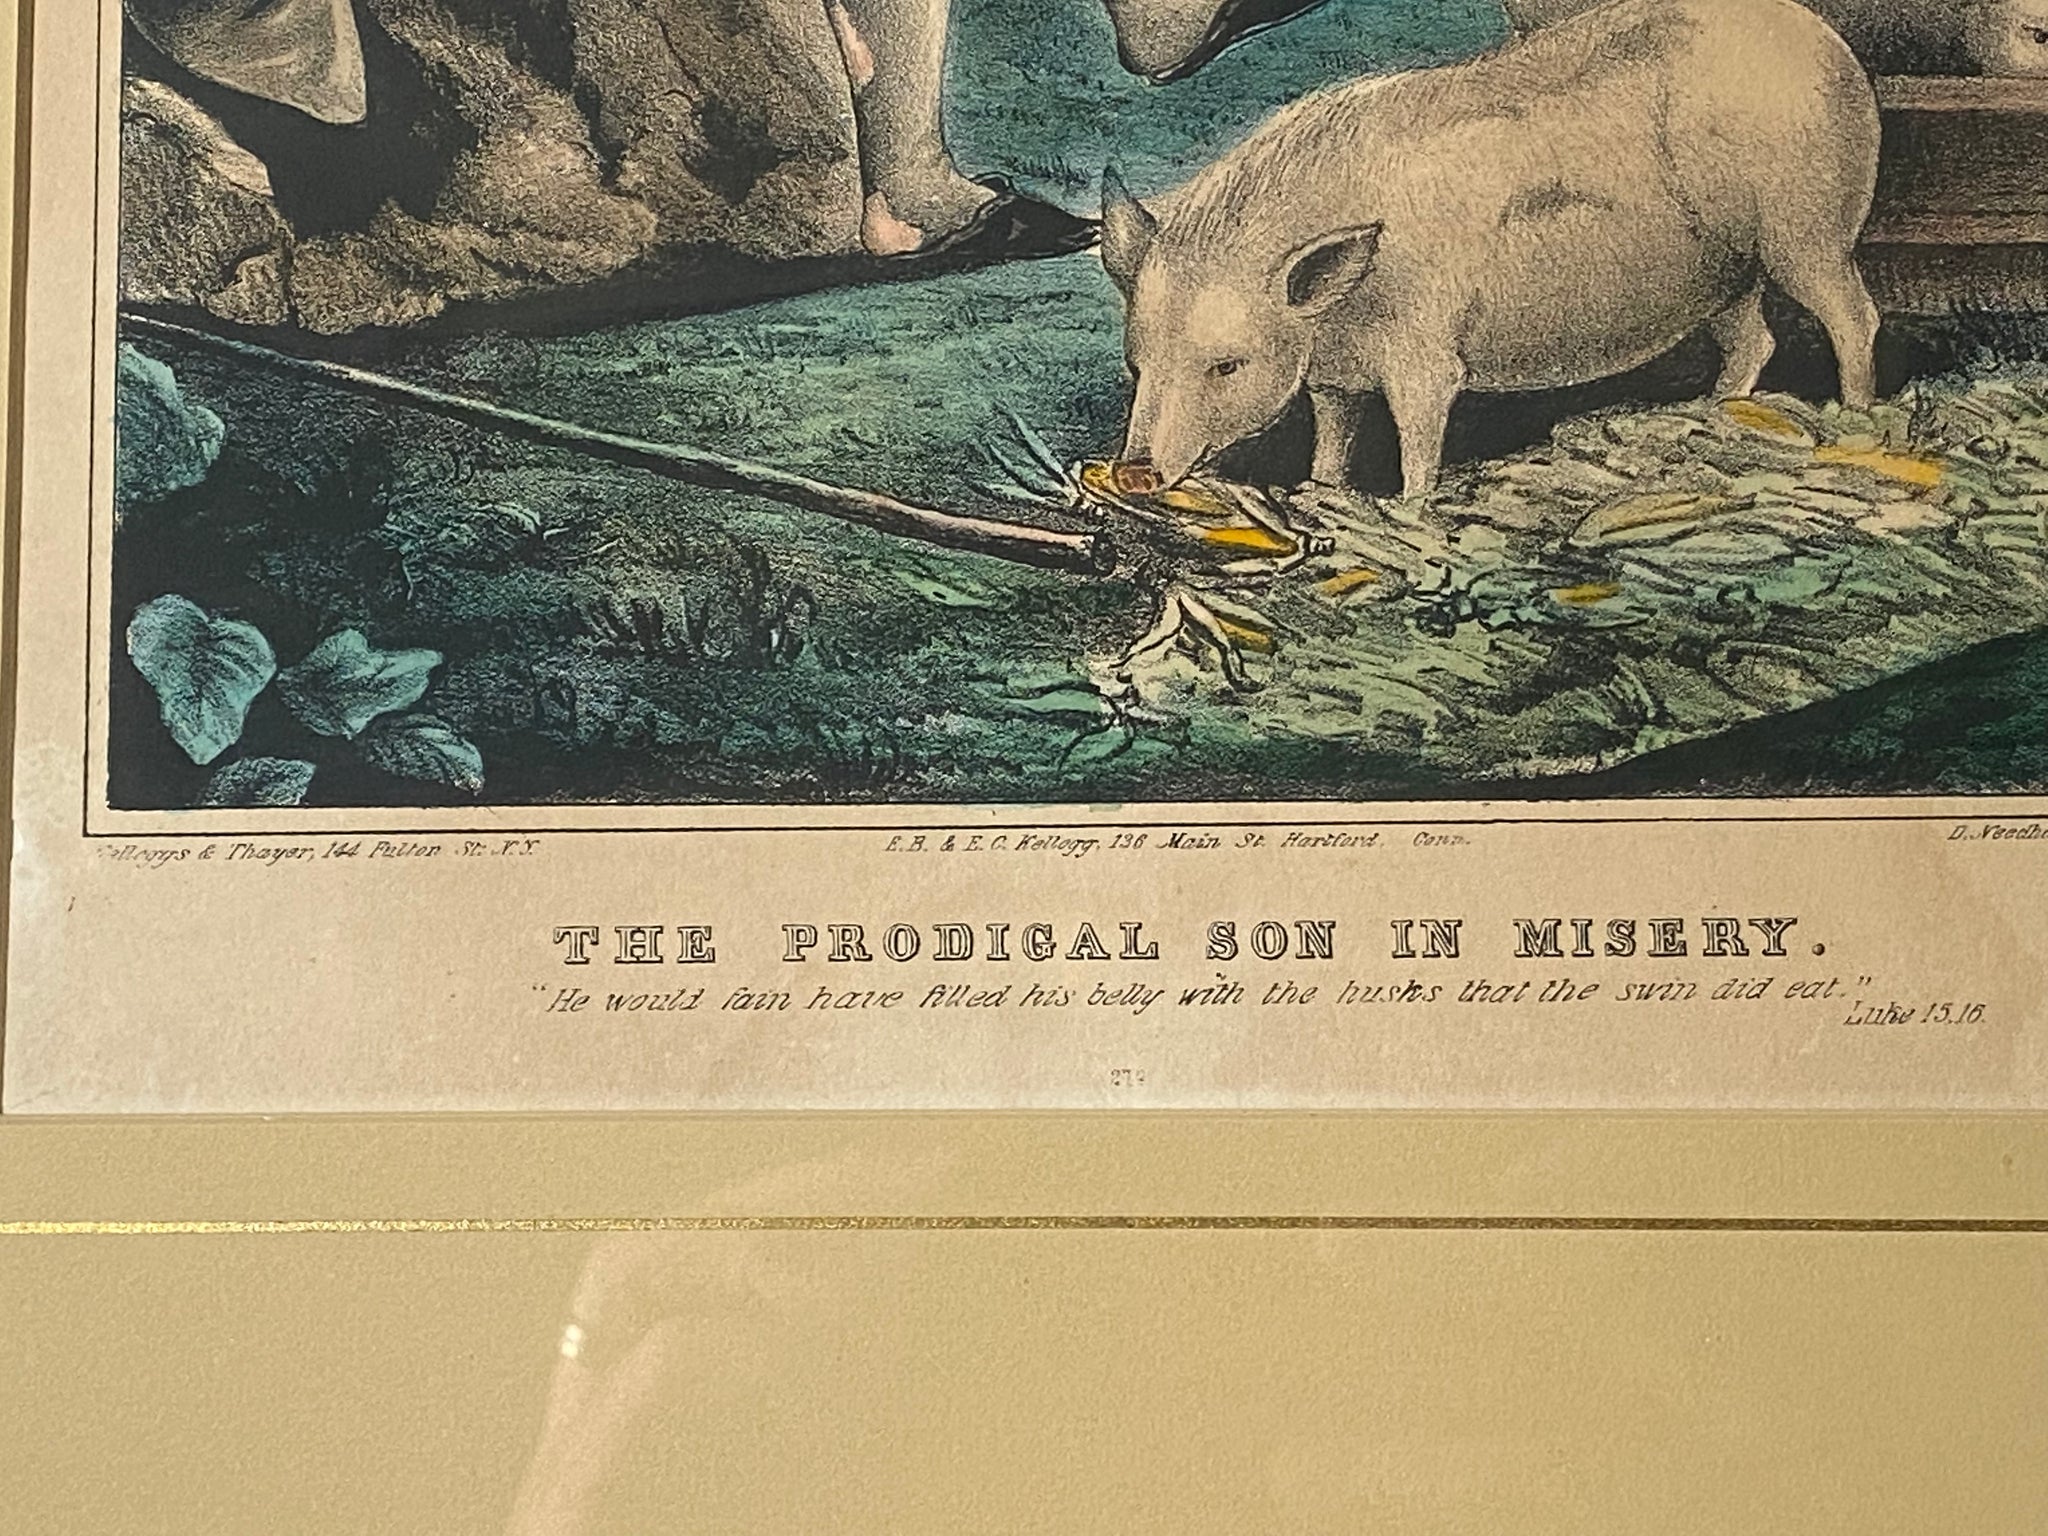 Kelloggs & Thayer, 144 Fulton St. N.Y.
E.B. & E.C. Kellogg, 136 Main St. Hartford, Conn.
D. Needh
THE PRODIGAL SON IN MISERY.
"He would fain have filled his belly with the husks that the swin did eat."
Luke 15.16.